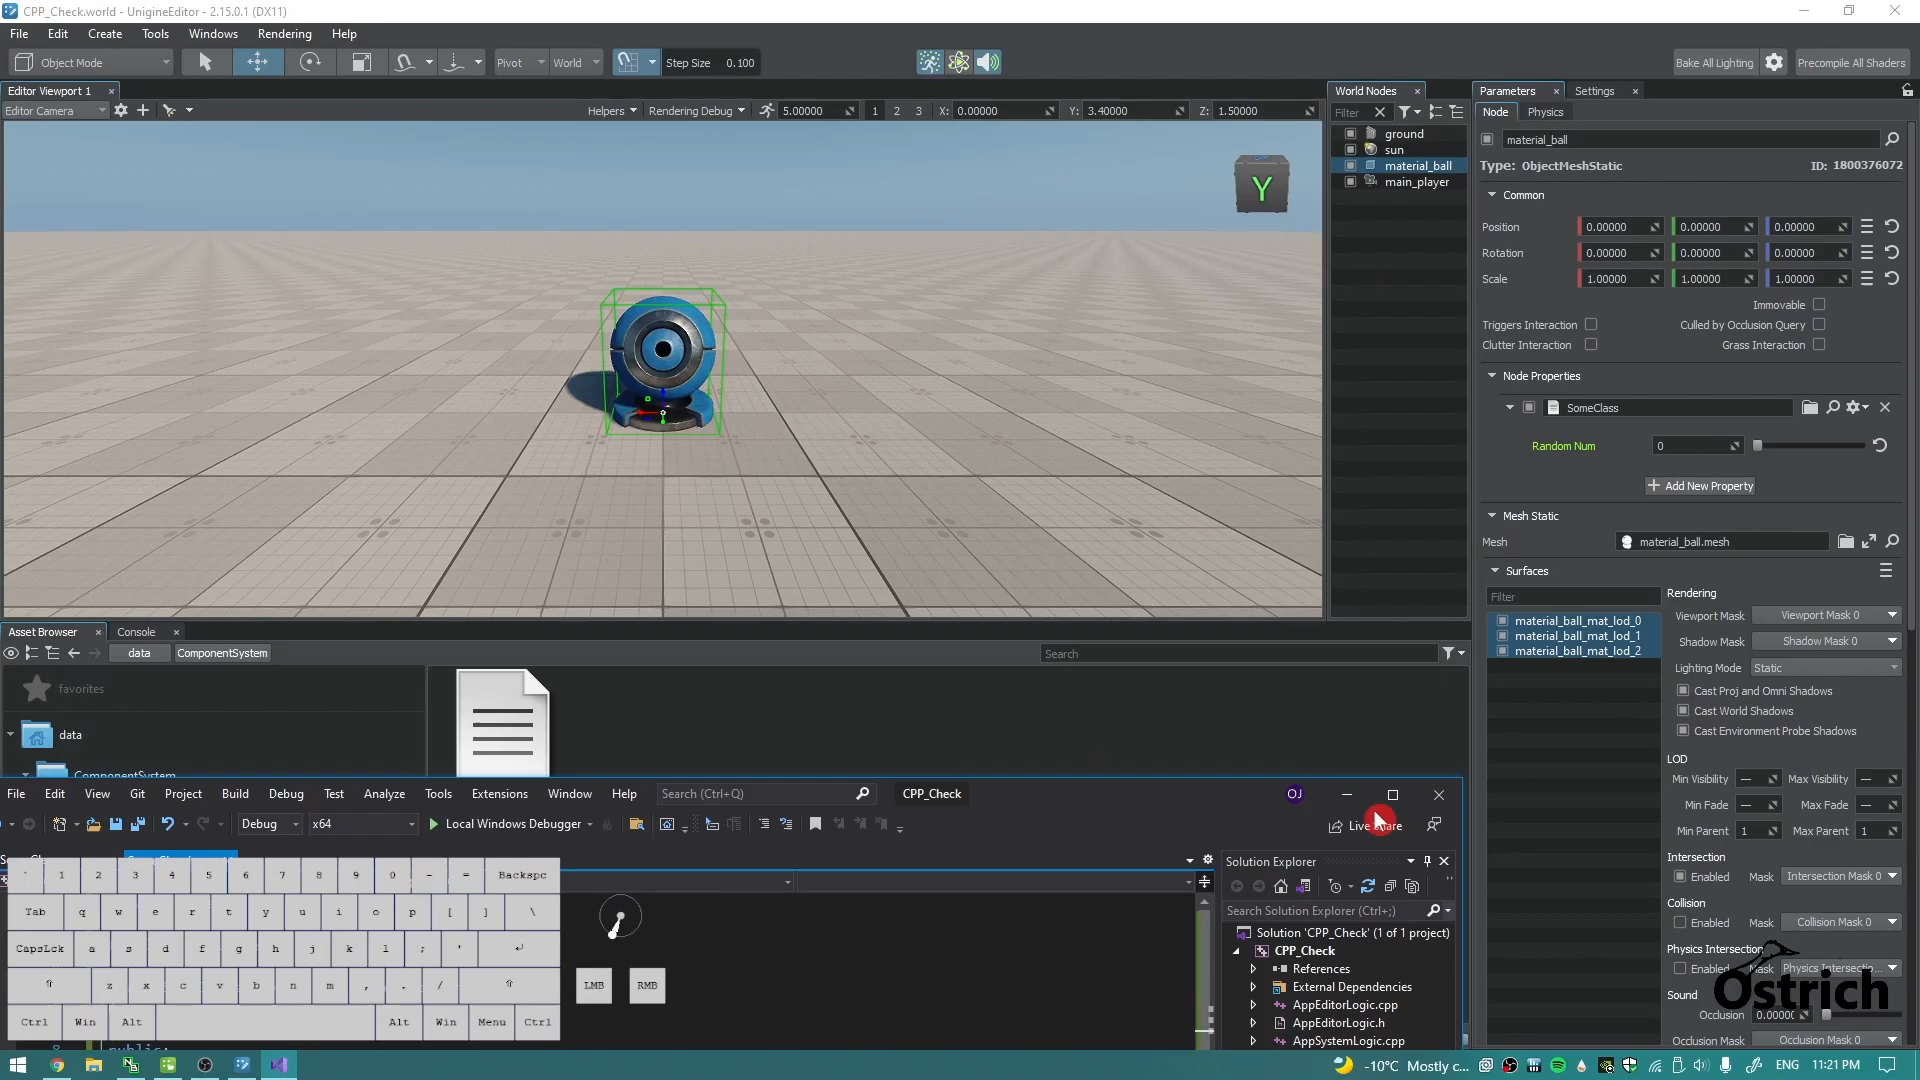 CPP_Check.world - UnigineEditor - 2.15.0.1 (DX11)
File Edit Create Tools Windows Rendering Help
Object Mode Pivot World Step Size 0.100 Bake All Lighting Precompile All Shaders
Editor Viewport 1 World Nodes Parameters Settings
Editor Camera Helpers Rendering Debug 5.00000 1 2 3 X: 0.00000 Y: 3.40000 Z: 1.50000
Filter
Node Physics
ground
sun
material_ball
main_player
Y
material_ball
Type: ObjectMeshStatic ID: 1800376072
Common
Position 0.00000 0.00000 0.00000
Rotation 0.00000 0.00000 0.00000
Scale 1.00000 1.00000 1.00000
Immovable
Triggers Interaction Culled by Occlusion Query
Clutter Interaction Grass Interaction
Node Properties
SomeClass
Random Num 0
Add New Property
Mesh Static
Mesh material_ball.mesh
Surfaces
Filter
material_ball_mat_lod_0
material_ball_mat_lod_1
material_ball_mat_lod_2
Rendering
Viewport Mask Viewport Mask 0
Shadow Mask Shadow Mask 0
Lighting Mode Static
Cast Proj and Omni Shadows
Cast World Shadows
Cast Environment Probe Shadows
LOD
Min Visibility — Max Visibility —
Min Fade — Max Fade —
Min Parent 1 Max Parent 1
Intersection
Enabled Mask Intersection Mask 0
Collision
Enabled Mask Collision Mask 0
Physics Intersection
Enabled Mask Physics Intersectio...
Sound
Occlusion 0.00000
Occlusion Mask Occlusion Mask 0
Ostrich
Asset Browser Console
data ComponentSystem Search
favorites
data
ComponentSystem
File Edit View Git Project Build Debug Test Analyze Tools Extensions Window Help Search (Ctrl+Q) CPP_Check OJ
Debug x64 Local Windows Debugger Live Share
Solution Explorer
Search Solution Explorer (Ctrl+;)
Solution 'CPP_Check' (1 of 1 project)
CPP_Check
References
External Dependencies
AppEditorLogic.cpp
AppEditorLogic.h
AppSystemLogic.cpp
` 1 2 3 4 5 6 7 8 9 0 - = Backspc
Tab q w e r t y u i o p [ ] \
CapsLck a s d f g h j k l ; '
z x c v b n m , . /
Ctrl Win Alt Alt Win Menu Ctrl
LMB RMB
8 public:
-10°C Mostly c... ENG 11:21 PM